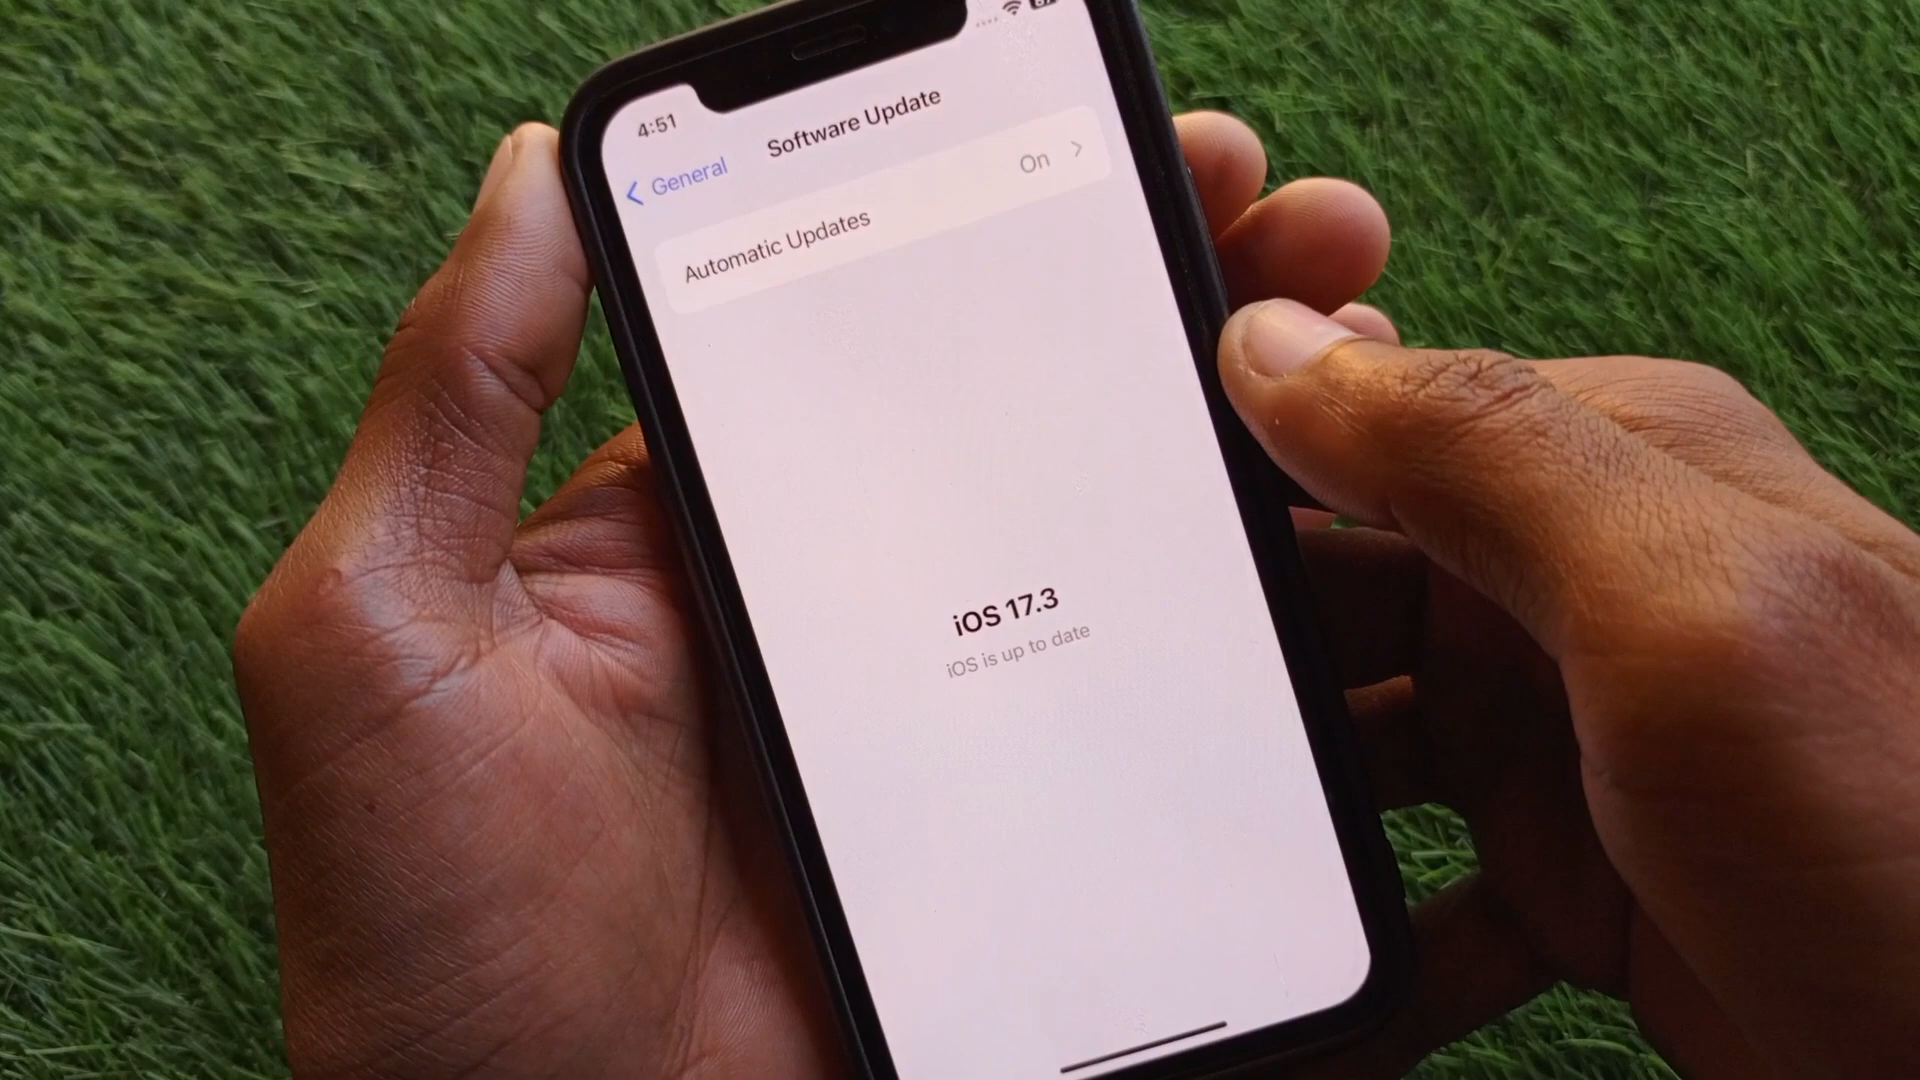 4:51
General
Software Update
Automatic Updates
On
iOS 17.3
iOS is up to date